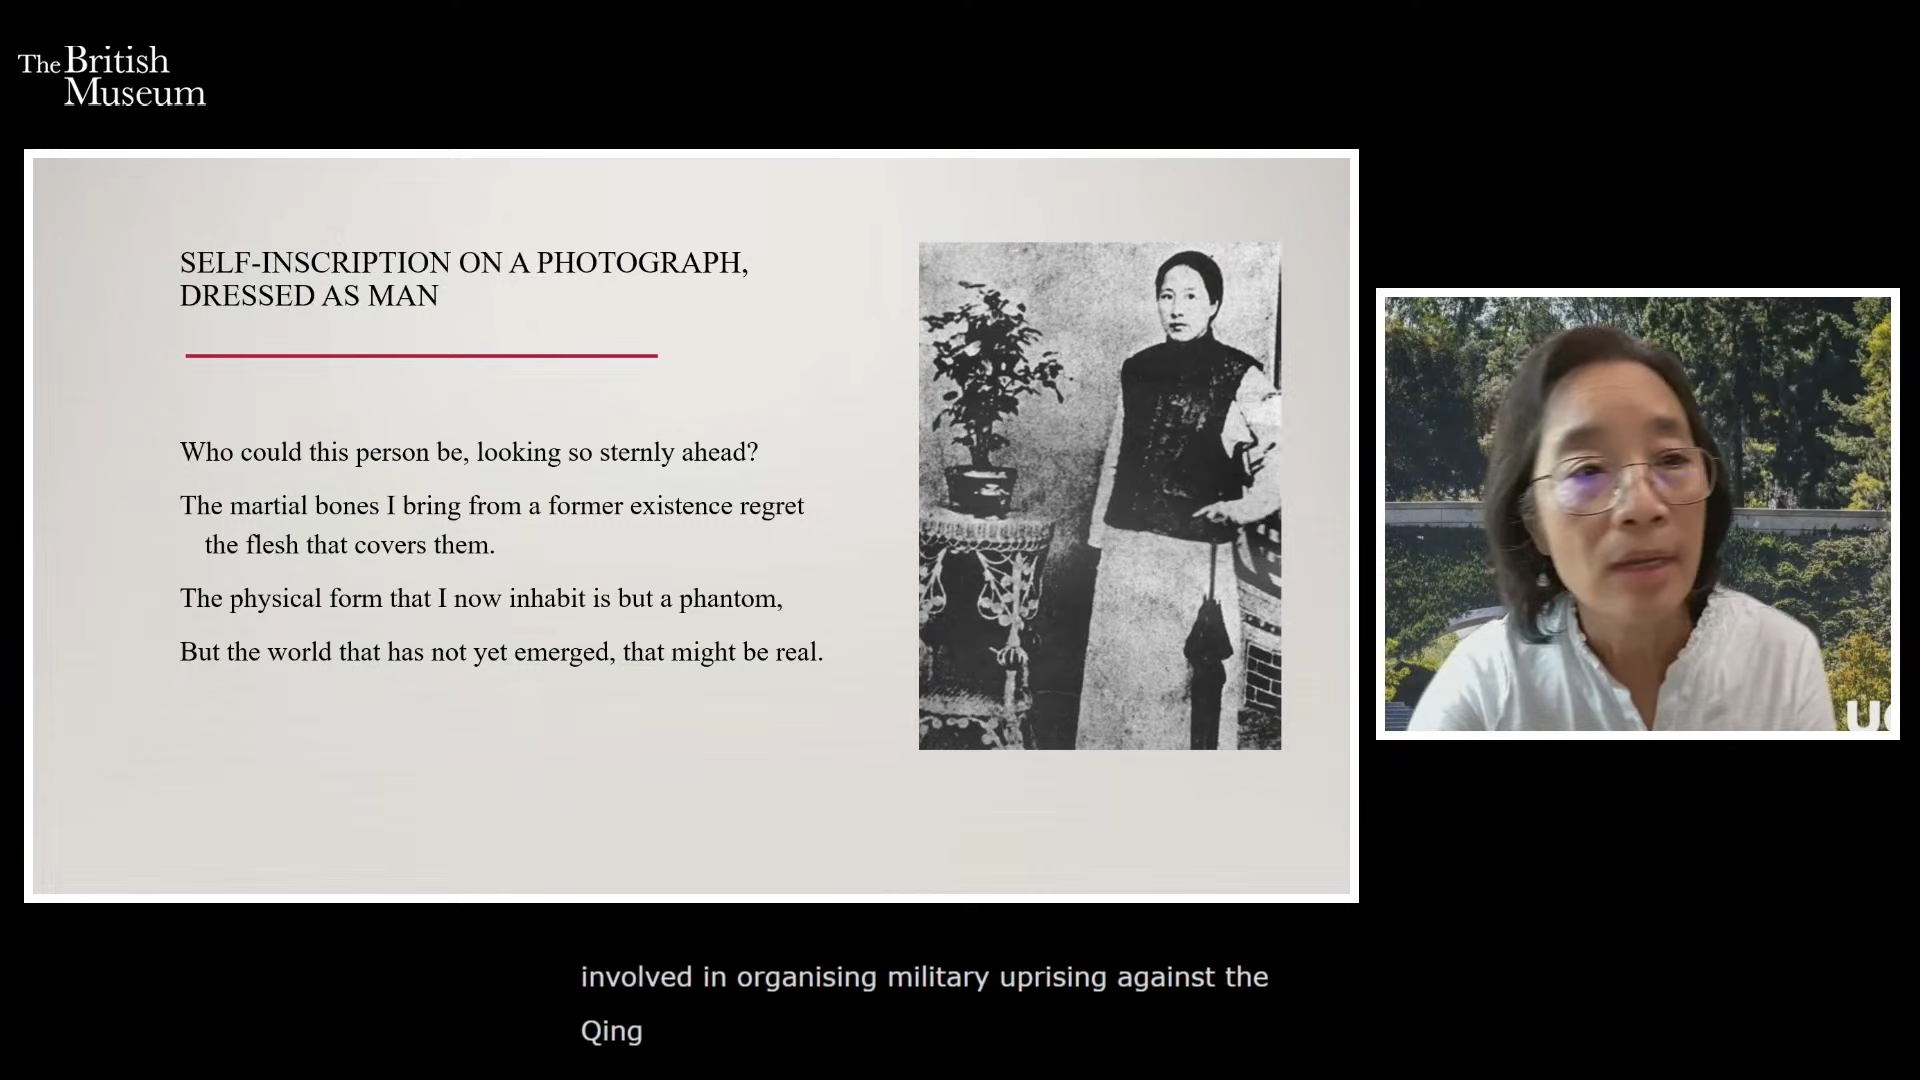 The British
Museum
SELF-INSCRIPTION ON A PHOTOGRAPH,
DRESSED AS MAN
Who could this person be, looking so sternly ahead?
The martial bones I bring from a former existence regret
the flesh that covers them.
The physical form that I now inhabit is but a phantom,
But the world that has not yet emerged, that might be real.
UC
involved in organising military uprising against the
Qing